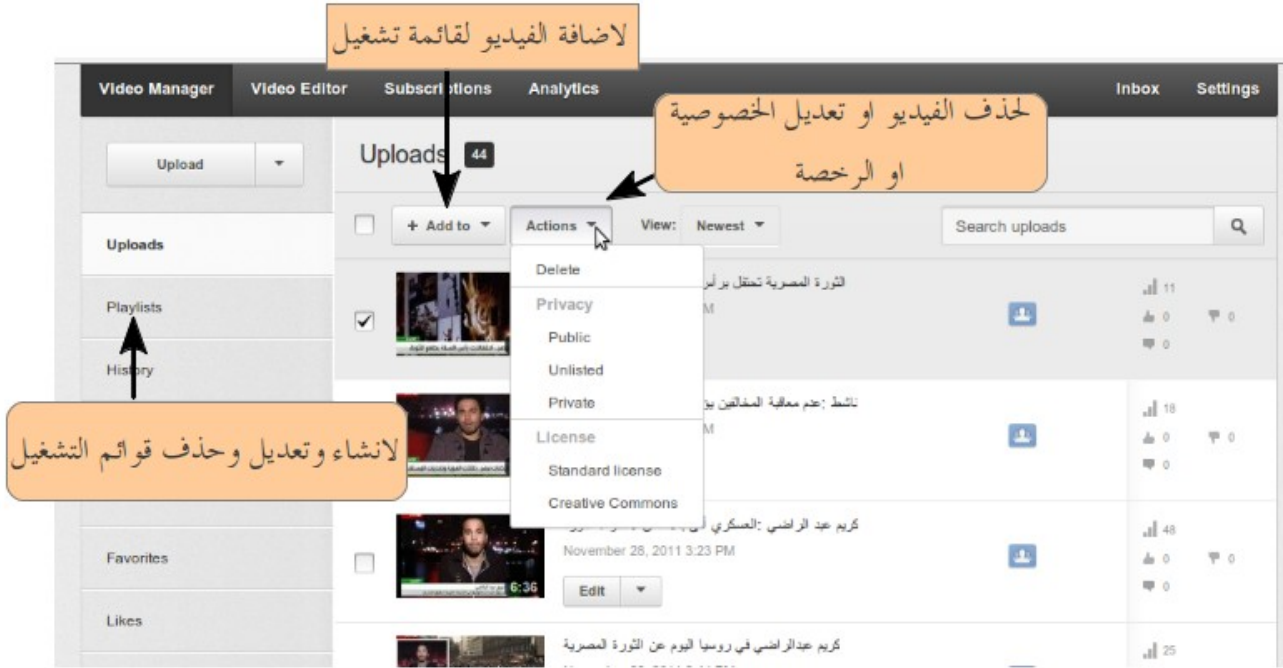 لاضافة الفيديو لقائمة تشغيل
Video Manager Video Editor Subscriptions Analytics Inbox Settings
لحذف الفيديو او تعديل الخصوصية
او الرخصة
Upload
Uploads 44
+ Add to Actions View: Newest Search uploads
Uploads
Delete
الثورة المصرية تحتفل
11
Playlists
Privacy
0 0
Public
0
History
Unlisted
Private
ناشط :عدم معاقبة المخالفين
18
لانشاء وتعديل وحذف قوائم التشغيل
License
0 0
Standard license
0
Creative Commons
كريم عبد الراضي :العسكري
48
Favorites
November 28, 2011 3:23 PM
0 0
6:36
Edit
0
Likes
كريم عبدالراضي في روسيا اليوم عن الثورة المصرية
25